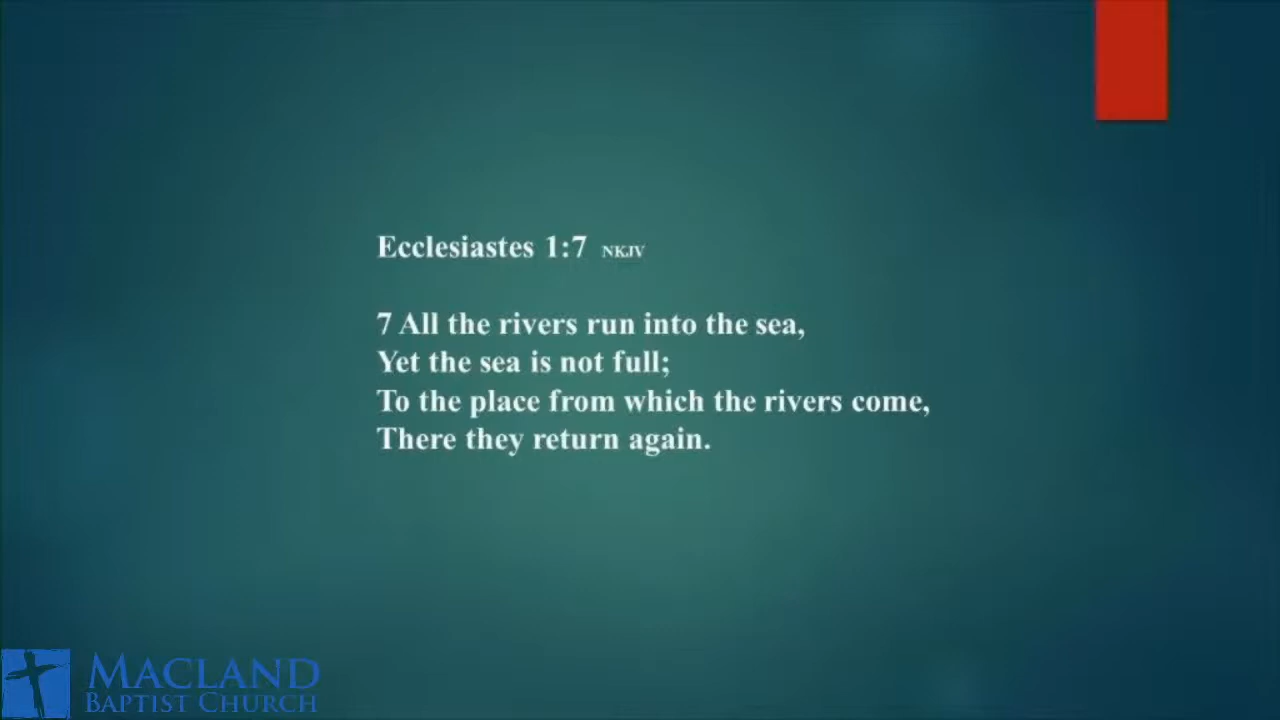 Ecclesiastes 1:7 NKJV
7 All the rivers run into the sea,
Yet the sea is not full;
To the place from which the rivers come,
There they return again.
MACLAND
BAPTIST CHURCH